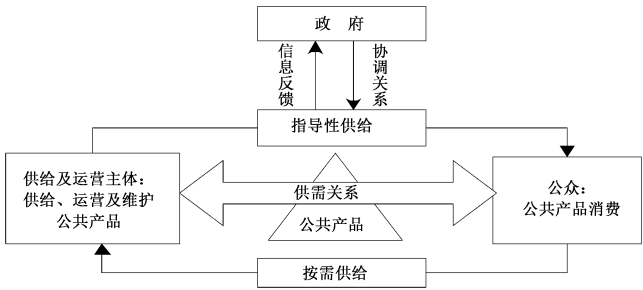 政 府
信息反馈
协调关系
指导性供给
供给及运营主体：
供给、运营及维护
公共产品
供需关系
公共产品
公众：
公共产品消费
按需供给